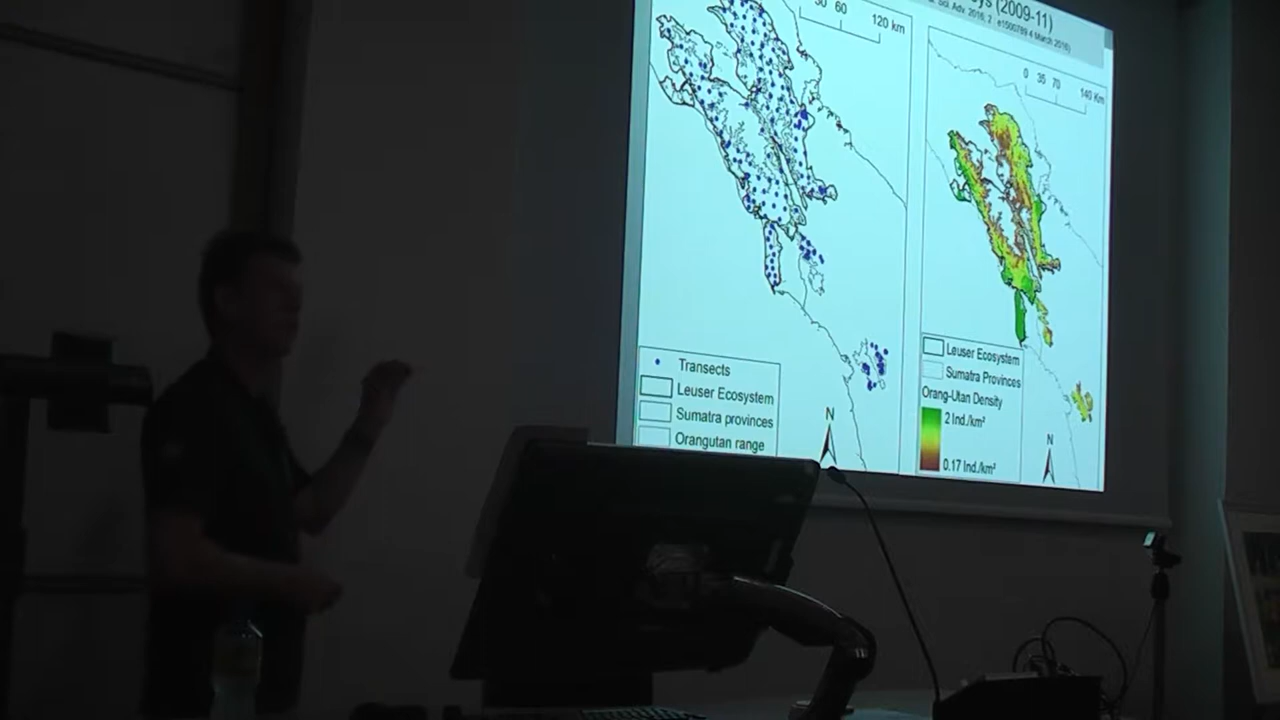 ys (2009-11)
Sci. Adv. 2016; 2 : e1500789 4 March 2016)
30 60
120 km
0 35 70
140 Km
Transects
Leuser Ecosystem
Sumatra provinces
Orangutan range
N
Leuser Ecosystem
Sumatra Provinces
Orang-Utan Density
2 Ind./km²
0.17 Ind./km²
N